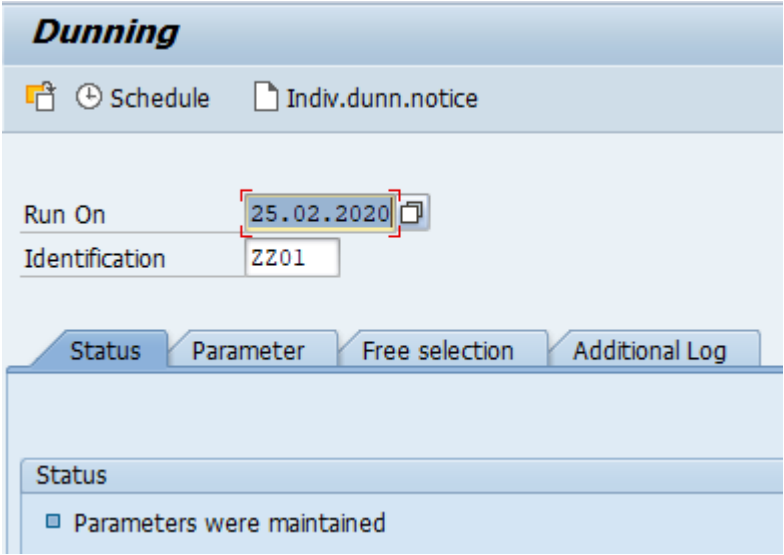 Dunning
Schedule Indiv.dunn.notice
Run On 25.02.2020
Identification ZZ01
Status Parameter Free selection Additional Log
Status
Parameters were maintained